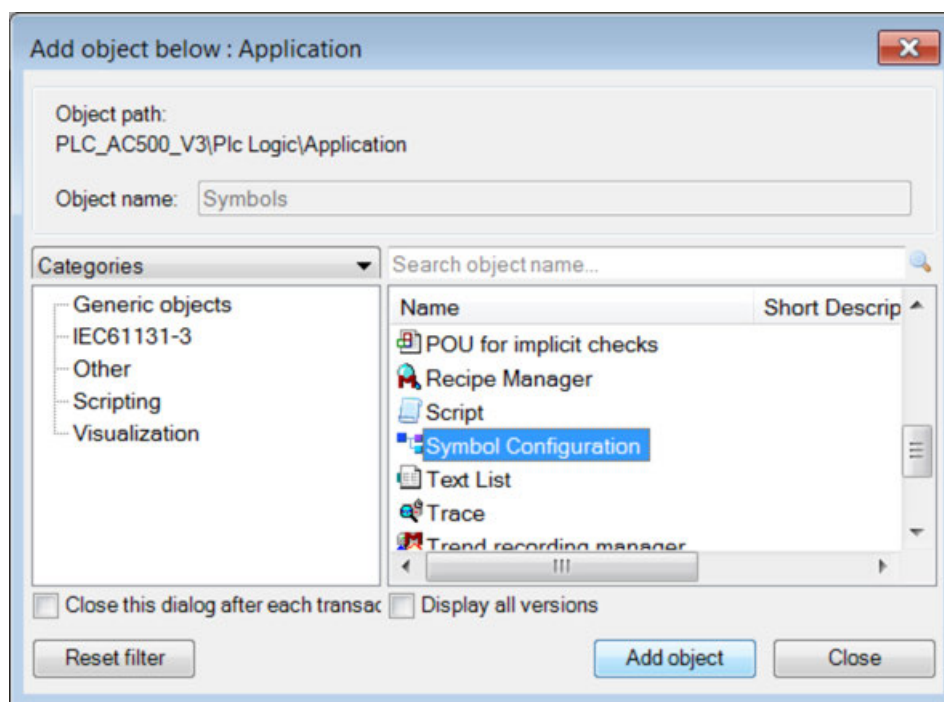 Add object below : Application
Object path:
PLC_AC500_V3\Plc Logic\Application
Object name: Symbols
Categories
Search object name...
Generic objects
IEC61131-3
Other
Scripting
Visualization
Name Short Descrip
POU for implicit checks
Recipe Manager
Script
Symbol Configuration
Text List
Trace
Trend recording manager
Close this dialog after each transac
Display all versions
Reset filter
Add object
Close